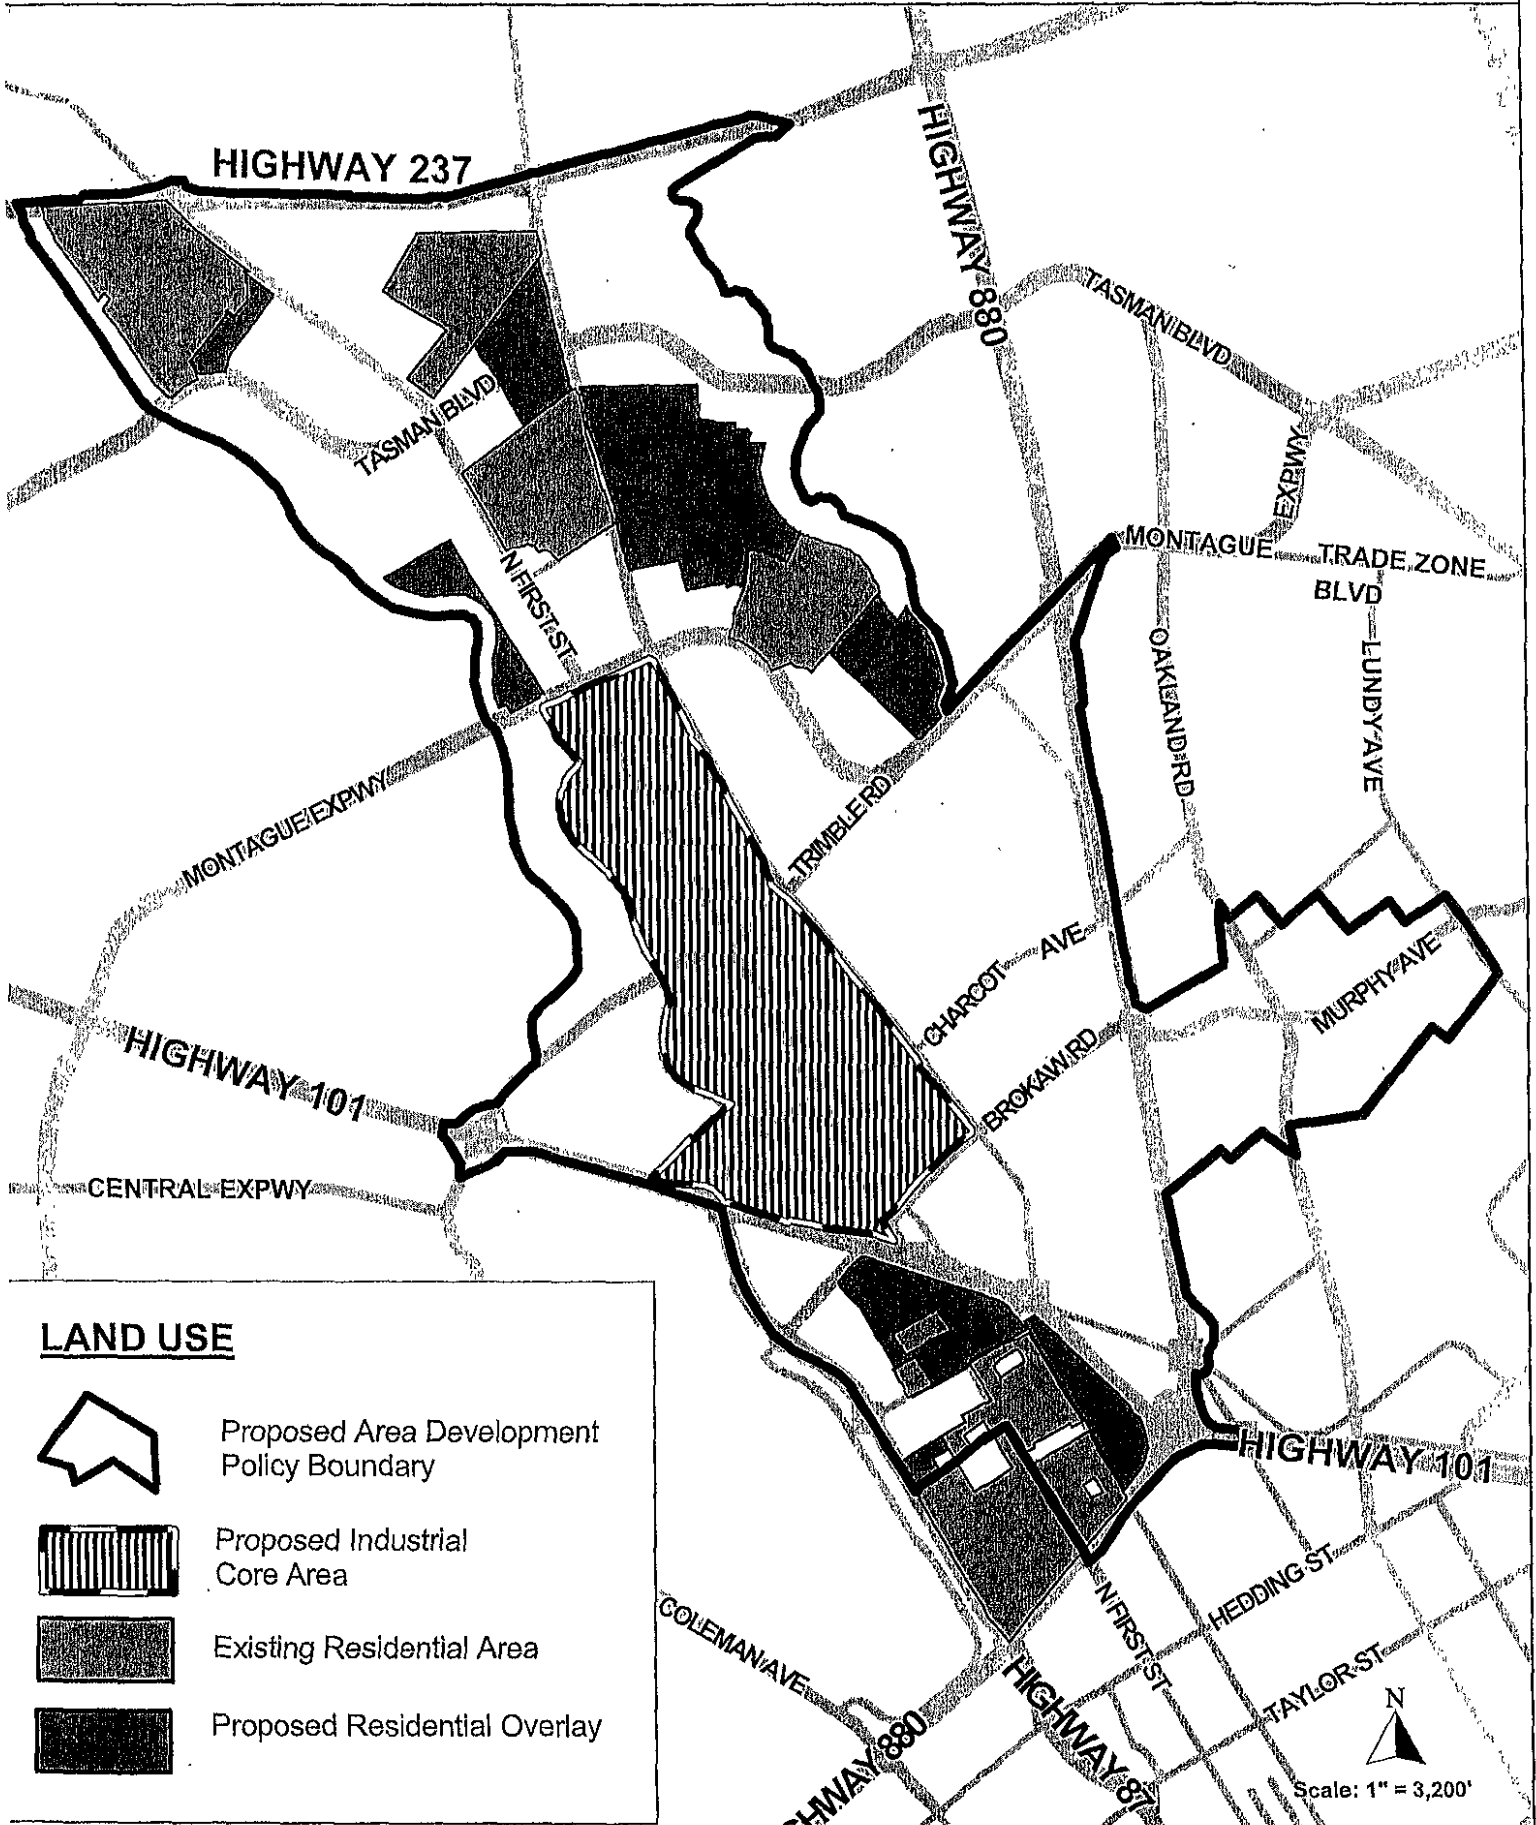 HIGHWAY 237
HIGHWAY 880
TASMAN BLVD
TASMAN BLVD
EXPWY
MONTAGUE
TRADE ZONE
BLVD
N FIRST ST
OAKLAND RD
LUNDY AVE
MONTAGUE EXPWY
TRIMBLE RD
CHARCOT AVE
MURPHY AVE
BROKAW RD
HIGHWAY 101
CENTRAL EXPWY
LAND USE
Proposed Area Development
Policy Boundary
Proposed Industrial
Core Area
Existing Residential Area
Proposed Residential Overlay
HIGHWAY 101
HEDDING ST
N FIRST ST
COLEMAN AVE
TAYLOR ST
HIGHWAY 87
GHWAY 880
N
Scale: 1" = 3,200'